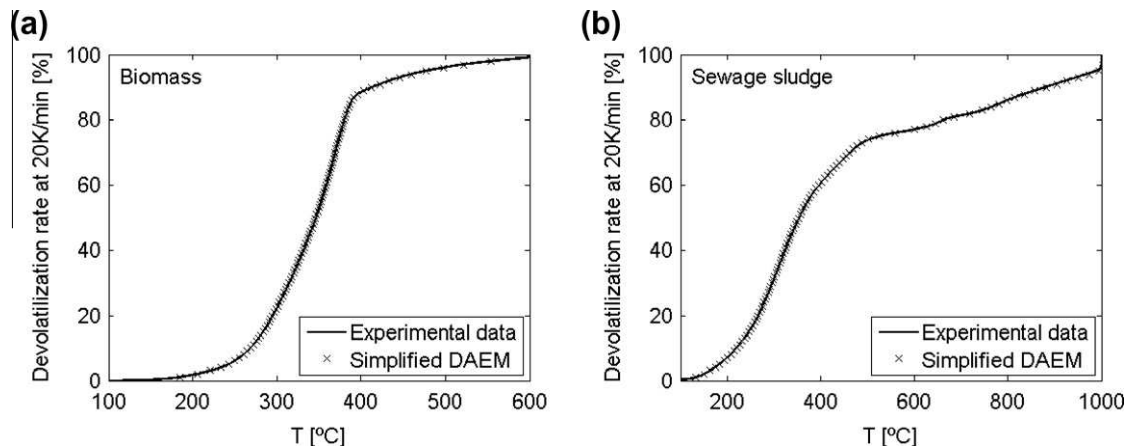 (a)
Devolatilization rate at 20K/min [%]
100
80
60
40
20
0
Biomass
Experimental data
Simplified DAEM
100 200 300 400 500 600
T [ºC]
(b)
Devolatilization rate at 20K/min [%]
100
80
60
40
20
0
Sewage sludge
Experimental data
Simplified DAEM
200 400 600 800 1000
T [ºC]